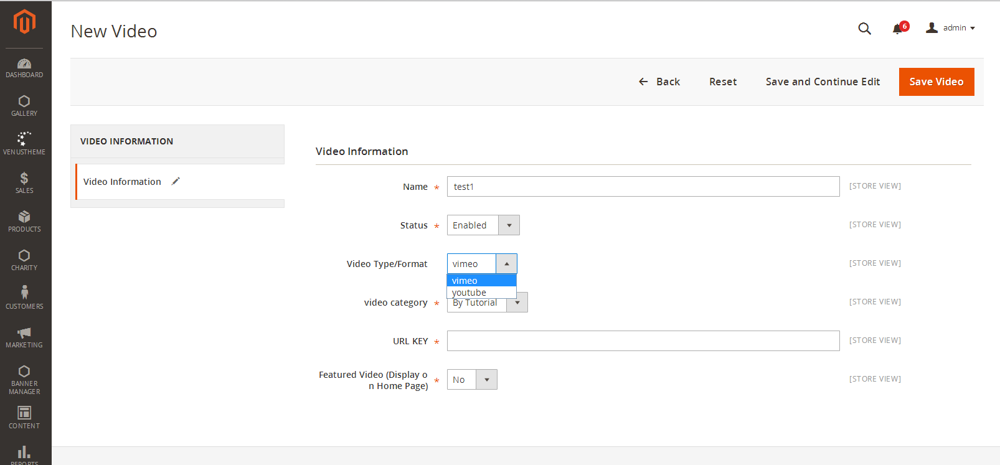 New Video
6
admin
Back
Reset
Save and Continue Edit
Save Video
DASHBOARD
GALLERY
VENUSTHEME
SALES
PRODUCTS
CHARITY
CUSTOMERS
MARKETING
BANNER
MANAGER
CONTENT
REPORTS
VIDEO INFORMATION
Video Information
Video Information
Name * test1 [STORE VIEW]
Status * Enabled [STORE VIEW]
Video Type/Format vimeo [STORE VIEW]
vimeo
youtube
video category * By Tutorial [STORE VIEW]
URL KEY * [STORE VIEW]
Featured Video (Display o
n Home Page) * No [STORE VIEW]